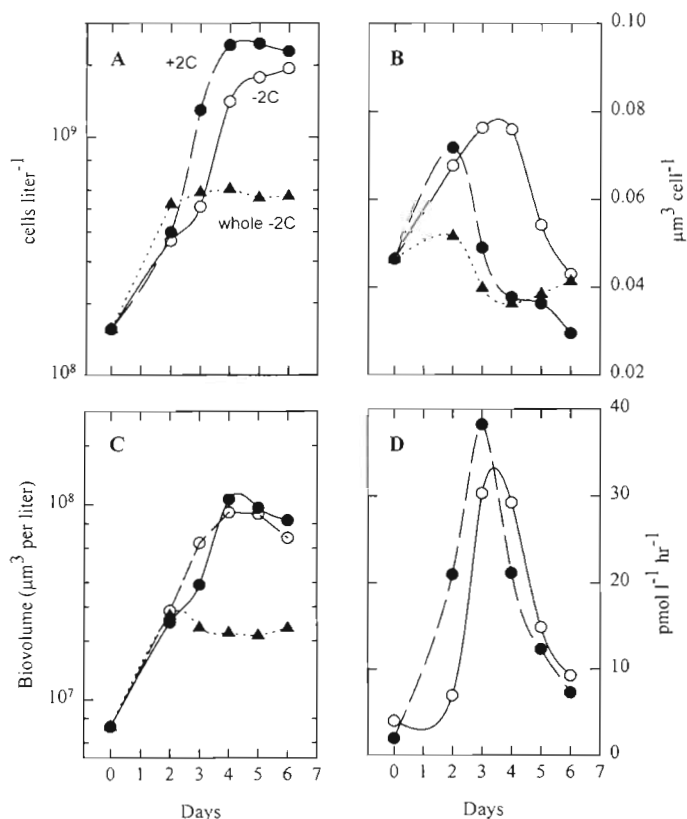 A
+2C
-2C
whole -2C
10⁹
10⁸
cells liter⁻¹
B
0.10
0.08
0.06
0.04
0.02
µm³ cell⁻¹
C
10⁸
10⁷
Biovolume (µm³ per liter)
0 1 2 3 4 5 6 7
Days
D
40
30
20
10
0
pmol l⁻¹ hr⁻¹
0 1 2 3 4 5 6 7
Days